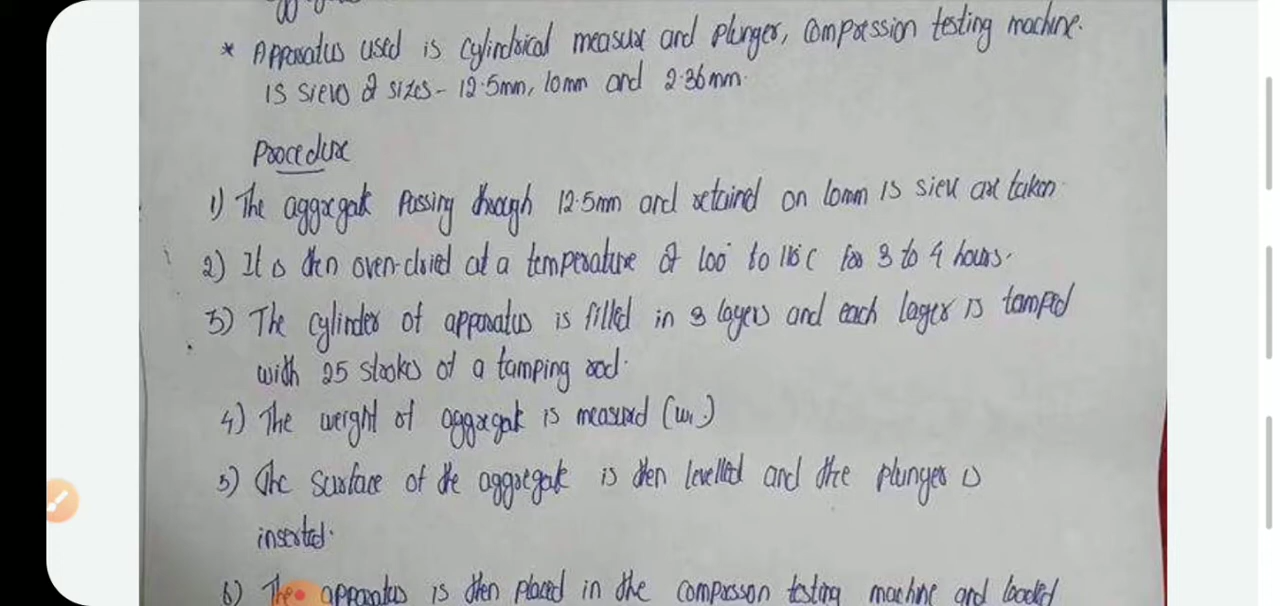 * Apparatus used is cylindrical measure and plunger, compression testing machine.
IS sieves of sizes - 12.5mm, 10mm and 2.36mm.
Procedure
1) The aggregate passing through 12.5mm and retained on 10mm IS sieve are taken.
2) It is then oven-dried at a temperature of 100° to 110°C for 3 to 4 hours.
3) The cylinder of apparatus is filled in 3 layers and each layer is tamped
with 25 strokes of a tamping rod.
4) The weight of aggregate is measured (w1.)
5) The surface of the aggregate is then levelled and the plunger is
inserted.
6) The apparatus is then placed in the compression testing machine and loaded